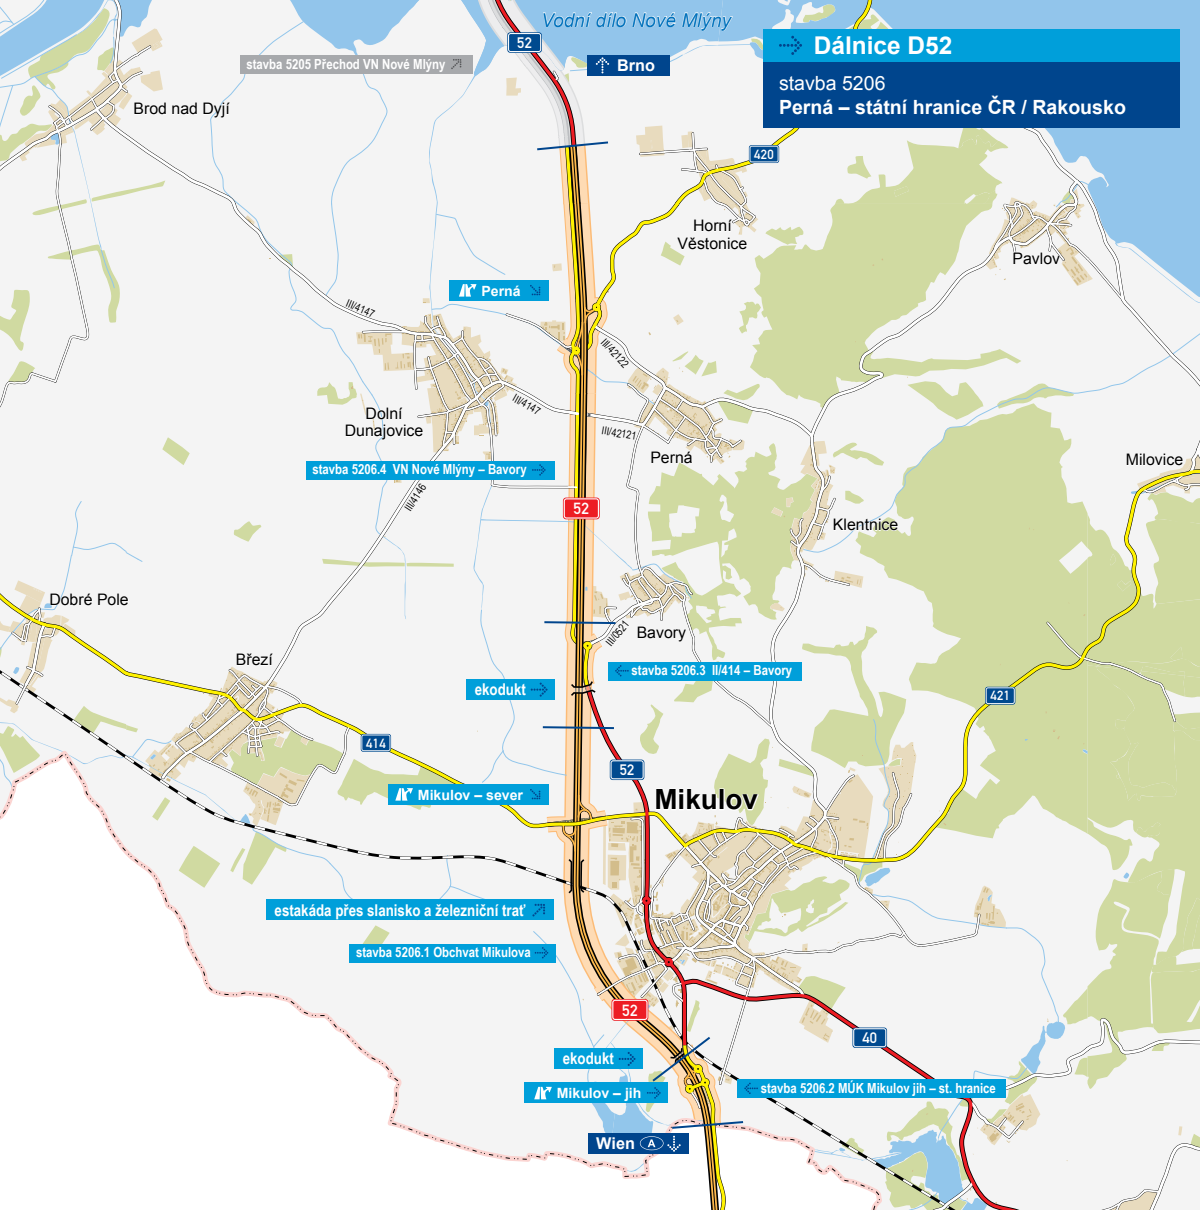 Vodní dílo Nové Mlýny
52
stavba 5205 Přechod VN Nové Mlýny
Brno
Dálnice D52
stavba 5206
Perná – státní hranice ČR / Rakousko
Brod nad Dyjí
420
Horní
Věstonice
Pavlov
Perná
III/4147
III/42122
Dolní
Dunajovice
III/4147
III/42121
Perná
Milovice
stavba 5206.4 VN Nové Mlýny – Bavory
III/4146
52
Klentnice
Dobré Pole
Bavory
III/0521
Březí
stavba 5206.3 II/414 – Bavory
ekodukt
421
414
52
Mikulov – sever
Mikulov
estakáda přes slanisko a železniční trať
stavba 5206.1 Obchvat Mikulova
52
40
ekodukt
Mikulov – jih
stavba 5206.2 MÚK Mikulov jih – st. hranice
Wien A